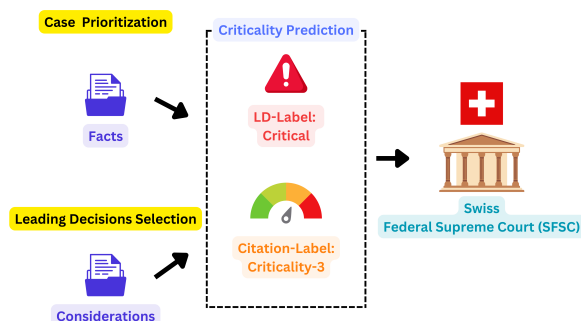 Case Prioritization
Facts
Leading Decisions Selection
Considerations
Criticality Prediction
LD-Label:
Critical
Citation-Label:
Criticality-3
Swiss
Federal Supreme Court (SFSC)